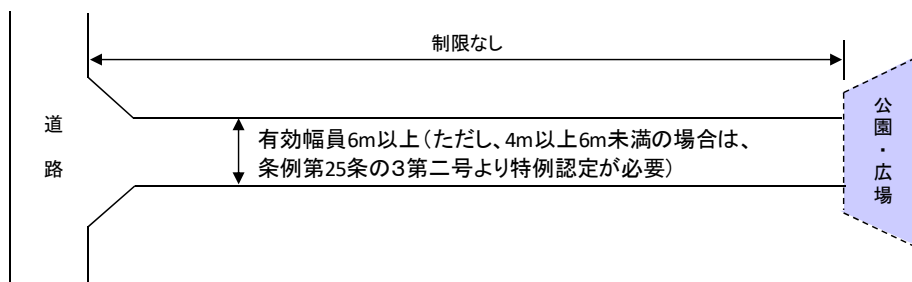 制限なし
道路
有効幅員6m以上（ただし、4m以上6m未満の場合は、
条例第25条の３第二号より特例認定が必要）
公園・広場